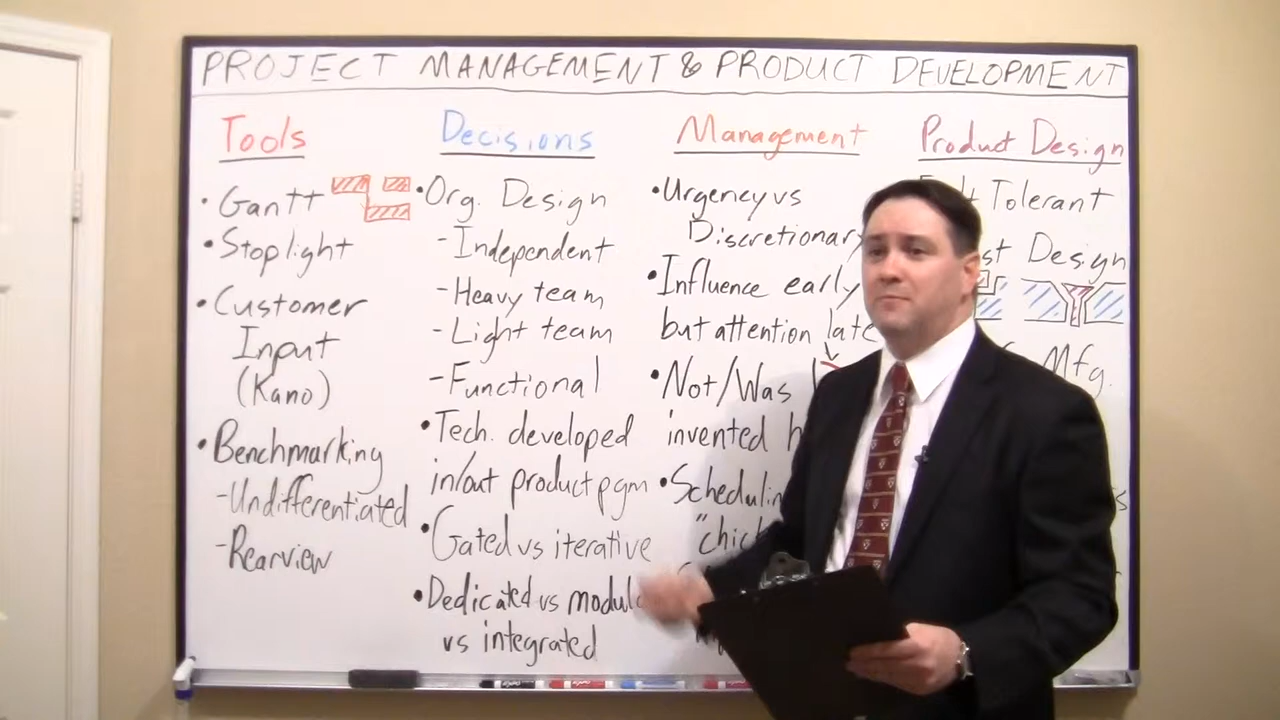 PROJECT MANAGEMENT & PRODUCT DEVELOPMENT
Tools
• Gantt
• Stoplight
• Customer
Input
(Kano)
• Benchmarking
- Undifferentiated
- Rearview
Decisions
• Org. Design
- Independent
- Heavy team
- Light team
- Functional
• Tech. developed
in/out product pgm
• Gated vs iterative
• Dedicated vs
vs integrated
Management
• Urgency vs
Discretionary
• Influence early
but attention late
• Not/Was
invented
•
Product Design
Tolerant
Design
Mfg.